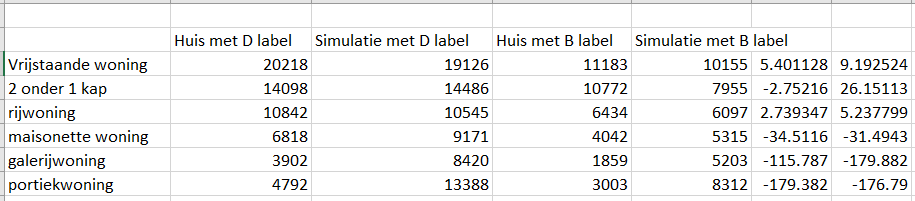 Huis met D label Simulatie met D label Huis met B label Simulatie met B label
Vrijstaande woning 20218 19126 11183 10155 5.401128 9.192524
2 onder 1 kap 14098 14486 10772 7955 -2.75216 26.15113
rijwoning 10842 10545 6434 6097 2.739347 5.237799
maisonette woning 6818 9171 4042 5315 -34.5116 -31.4943
galerijwoning 3902 8420 1859 5203 -115.787 -179.882
portiekwoning 4792 13388 3003 8312 -179.382 -176.79